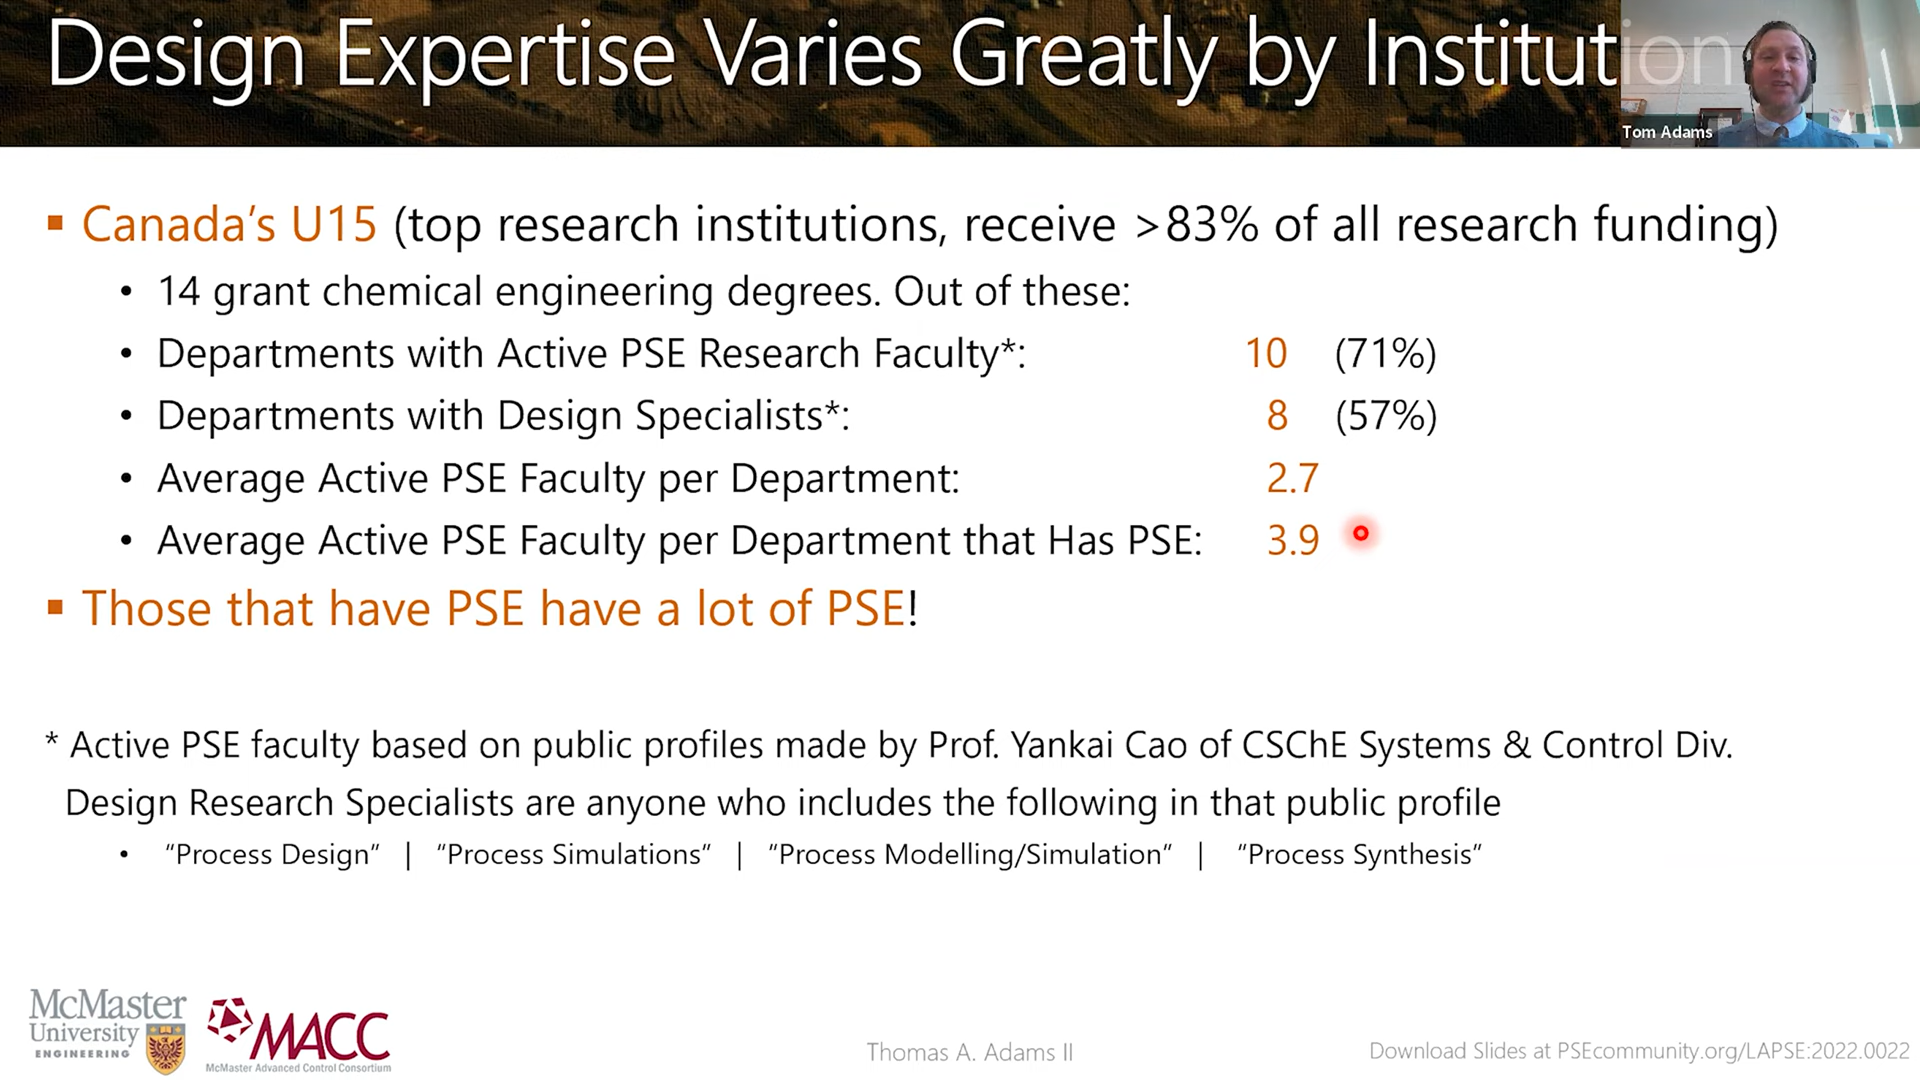 Design Expertise Varies Greatly by Institution
Tom Adams
▪ Canada's U15 (top research institutions, receive >83% of all research funding)
• 14 grant chemical engineering degrees. Out of these:
• Departments with Active PSE Research Faculty*: 10 (71%)
• Departments with Design Specialists*: 8 (57%)
• Average Active PSE Faculty per Department: 2.7
• Average Active PSE Faculty per Department that Has PSE: 3.9
▪ Those that have PSE have a lot of PSE!
* Active PSE faculty based on public profiles made by Prof. Yankai Cao of CSChE Systems & Control Div.
Design Research Specialists are anyone who includes the following in that public profile
• “Process Design” | “Process Simulations” | “Process Modelling/Simulation” | “Process Synthesis”
McMaster
University
ENGINEERING
MACC
McMaster Advanced Control Consortium
Thomas A. Adams II
Download Slides at PSEcommunity.org/LAPSE:2022.0022